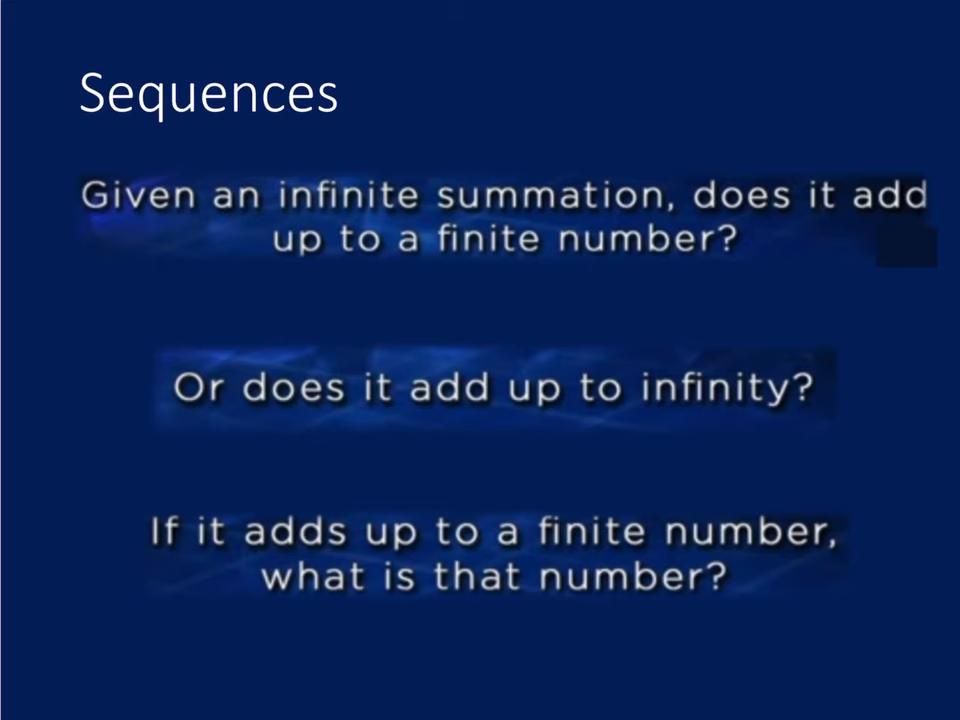 Sequences
Given an infinite summation, does it add
up to a finite number?
Or does it add up to infinity?
If it adds up to a finite number,
what is that number?